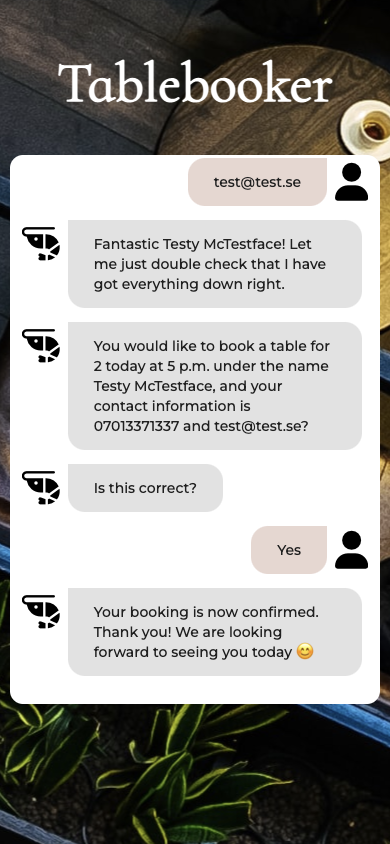 Tablebooker
test@test.se
Fantastic Testy McTestface! Let
me just double check that I have
got everything down right.
You would like to book a table for
2 today at 5 p.m. under the name
Testy McTestface, and your
contact information is
07013371337 and test@test.se?
Is this correct?
Yes
Your booking is now confirmed.
Thank you! We are looking
forward to seeing you today 😊